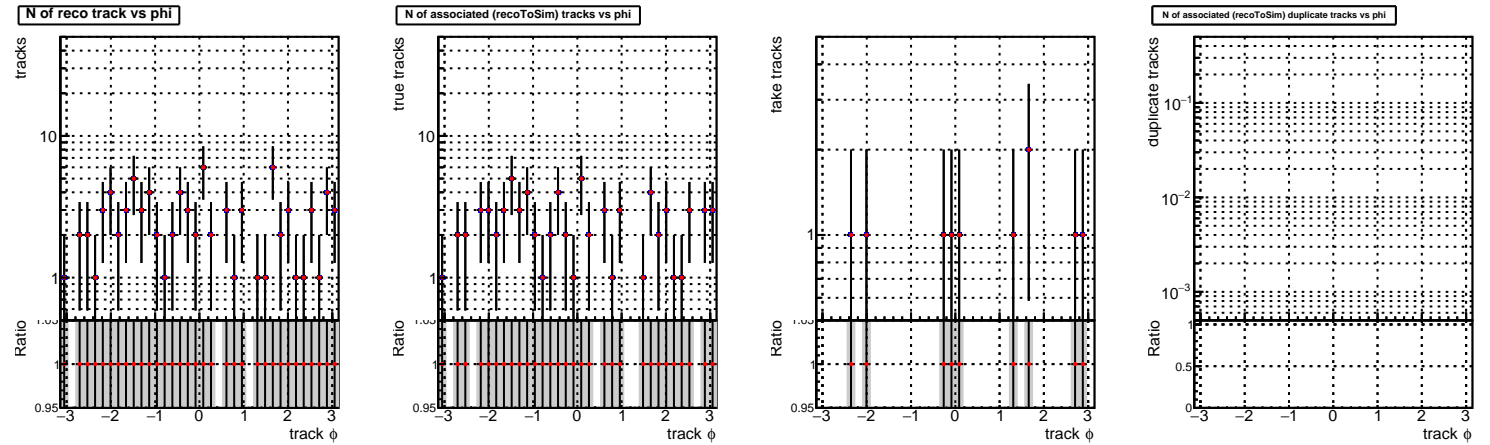 N of reco track vs phi
tracks
10
1
Ratio
1.05
1
0.95
−3 −2 −1 0 1 2 3
track ϕ
N of associated (recoToSim) tracks vs phi
true tracks
10
1
Ratio
1.05
1
0.95
−3 −2 −1 0 1 2 3
track ϕ
fake tracks
1
Ratio
1.05
1
0.95
−3 −2 −1 0 1 2 3
track ϕ
N of associated (recoToSim) duplicate tracks vs phi
duplicate tracks
10−1
10−2
10−3
Ratio
1
0.5
0
−3 −2 −1 0 1 2 3
track ϕ